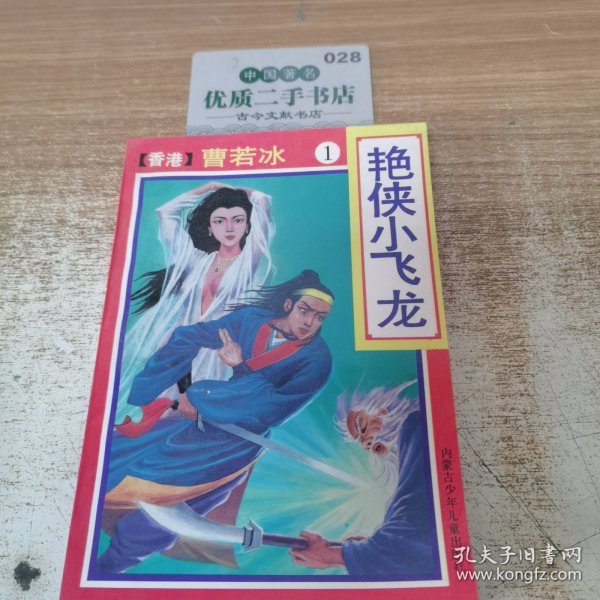 028
中国著名
优质二手书店
古今文献书店
【香港】曹若冰 1
艳侠小飞龙
内蒙古少年儿童出
孔夫子旧书网
www.kongfz.com